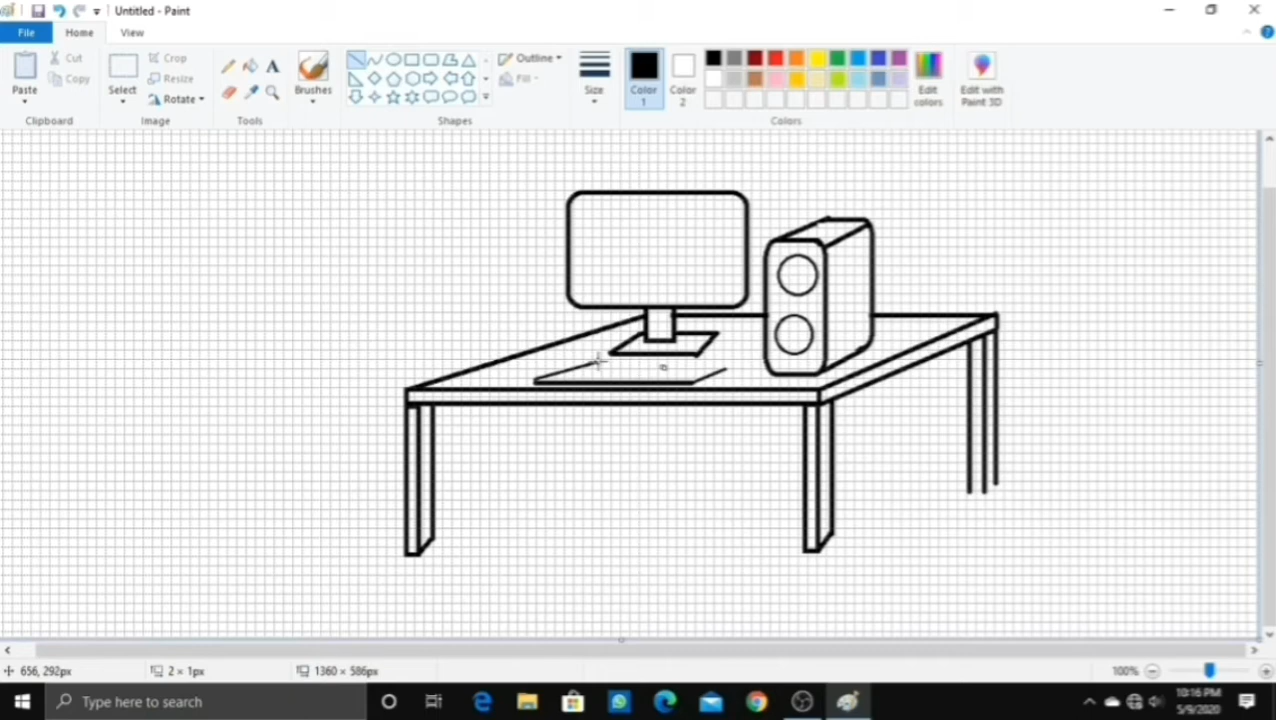 Untitled - Paint
File Home View
Paste
Cut
Copy
Select
Crop
Resize
Rotate
A
Brushes
Outline
Fill
Size
Color 1
Color 2
Edit colors
Edit with Paint 3D
Clipboard
Image
Tools
Shapes
Colors
656, 292px
2 × 1px
1360 × 586px
100%
Type here to search
10:16 PM
5/9/2020